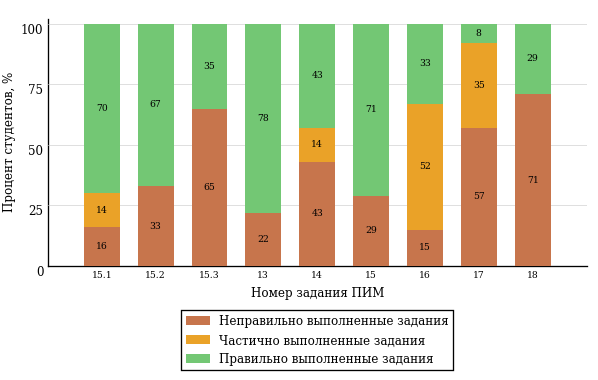 Процент студентов, %
100
75
50
25
0
70 67 35 78 43 71 33 8 29
14 14 52 35
16 33 65 22 43 29 15 57 71
15.1 15.2 15.3 13 14 15 16 17 18
Номер задания ПИМ
Неправильно выполненные задания
Частично выполненные задания
Правильно выполненные задания